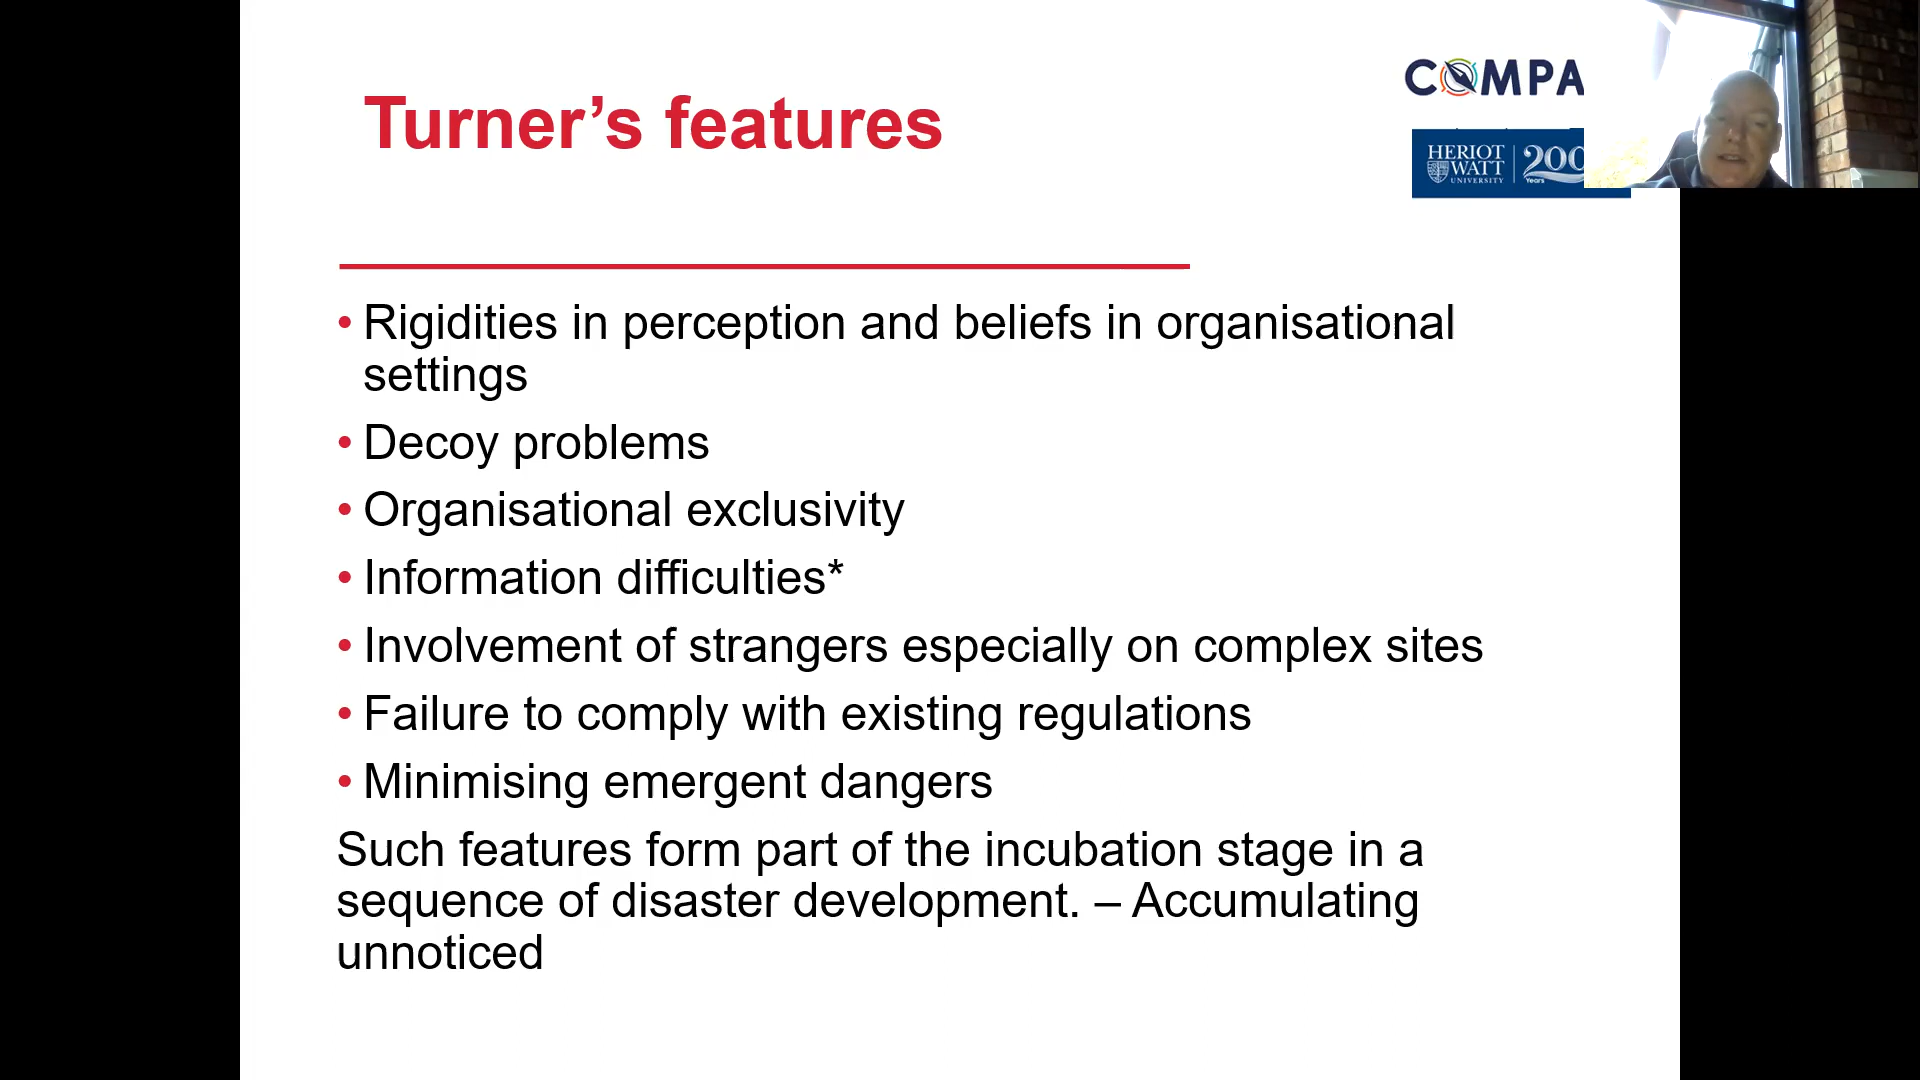 Turner’s features
COMPA
HERIOT
WATT
UNIVERSITY
200
Years
• Rigidities in perception and beliefs in organisational
settings
• Decoy problems
• Organisational exclusivity
• Information difficulties*
• Involvement of strangers especially on complex sites
• Failure to comply with existing regulations
• Minimising emergent dangers
Such features form part of the incubation stage in a
sequence of disaster development. – Accumulating
unnoticed